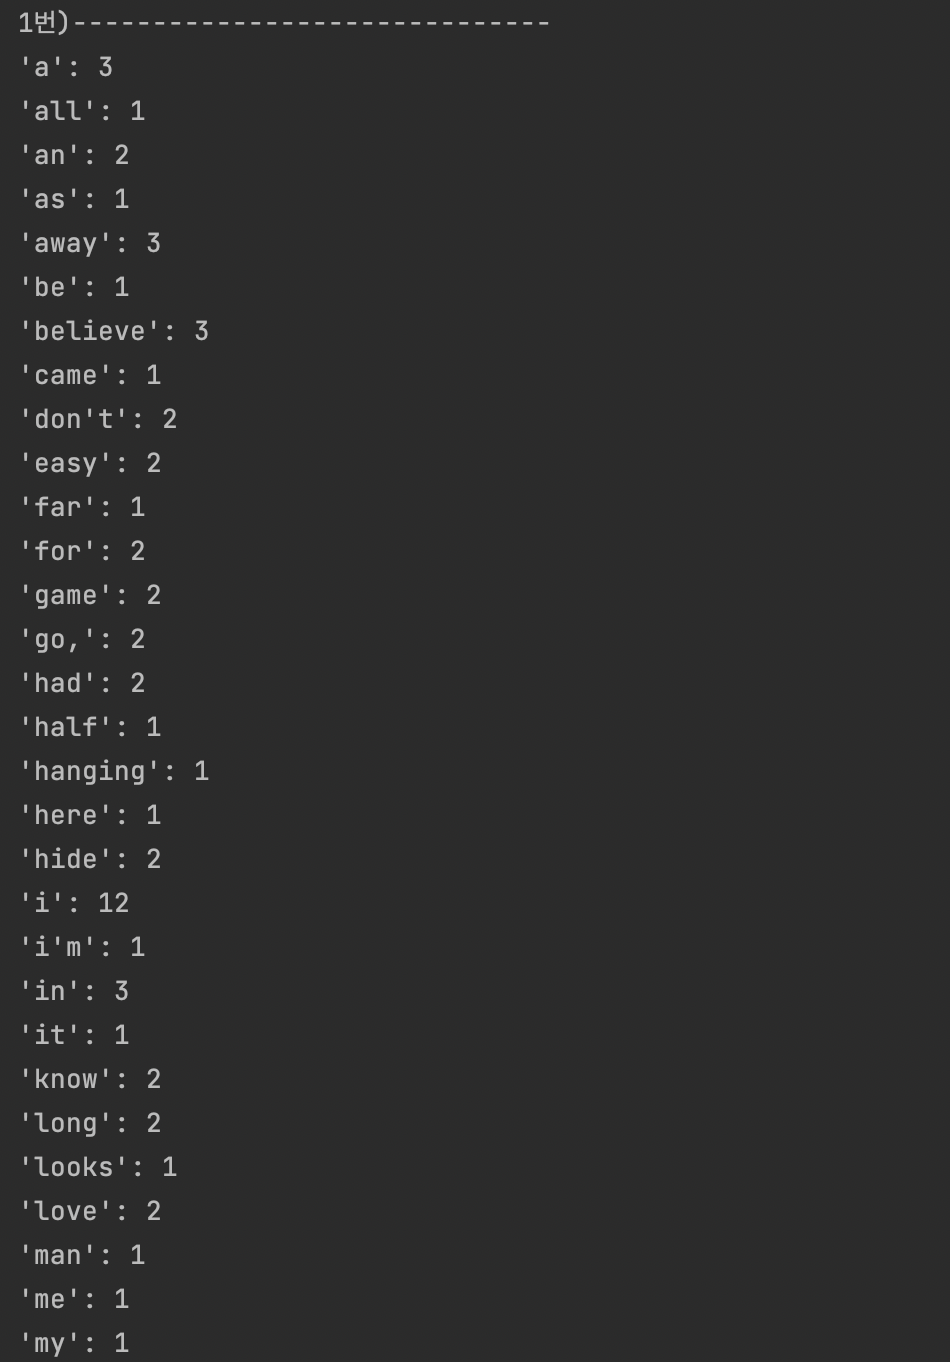 1번)------------------------------
'a': 3
'all': 1
'an': 2
'as': 1
'away': 3
'be': 1
'believe': 3
'came': 1
'don't': 2
'easy': 2
'far': 1
'for': 2
'game': 2
'go,': 2
'had': 2
'half': 1
'hanging': 1
'here': 1
'hide': 2
'i': 12
'i'm': 1
'in': 3
'it': 1
'know': 2
'long': 2
'looks': 1
'love': 2
'man': 1
'me': 1
'my': 1